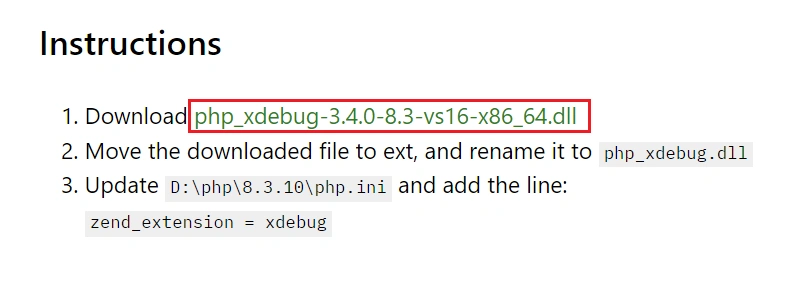 Instructions
1. Download php_xdebug-3.4.0-8.3-vs16-x86_64.dll
2. Move the downloaded file to ext, and rename it to php_xdebug.dll
3. Update D:\php\8.3.10\php.ini and add the line:
zend_extension = xdebug